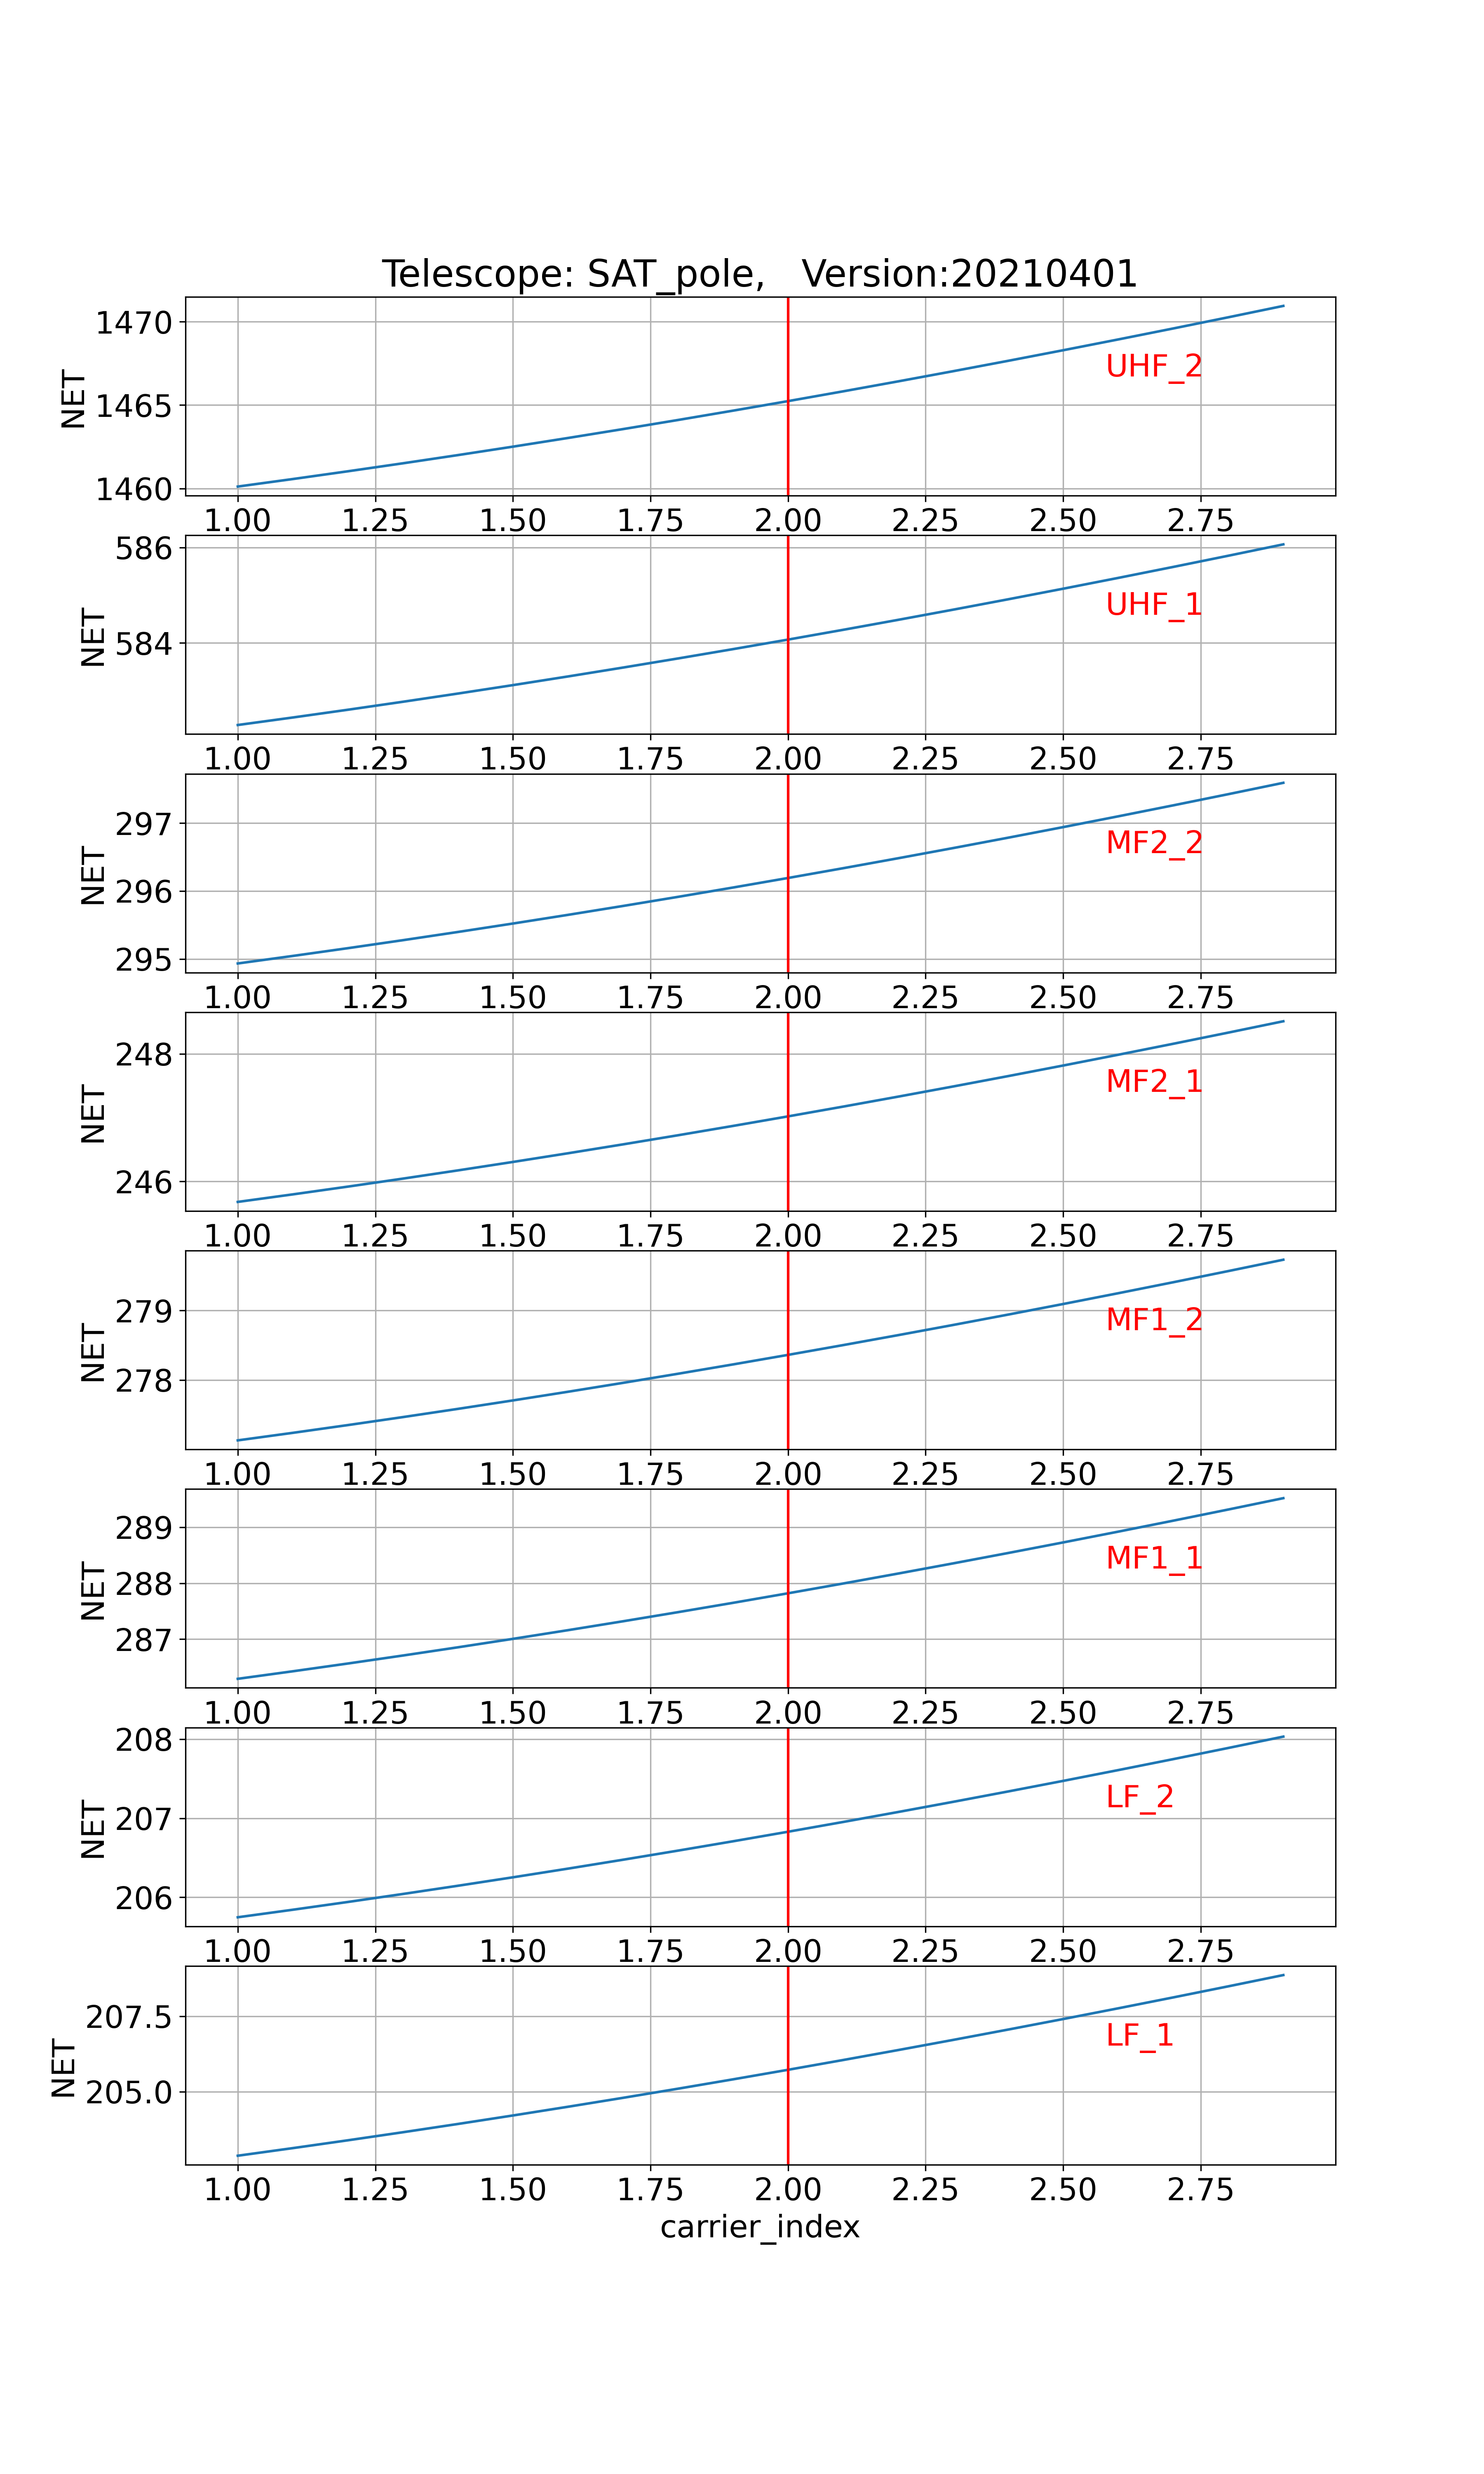 Telescope: SAT_pole,   Version:20210401
1470
1465
1460
NET
UHF_2
1.00 1.25 1.50 1.75 2.00 2.25 2.50 2.75
586
584
NET
UHF_1
1.00 1.25 1.50 1.75 2.00 2.25 2.50 2.75
297
296
295
NET
MF2_2
1.00 1.25 1.50 1.75 2.00 2.25 2.50 2.75
248
246
NET
MF2_1
1.00 1.25 1.50 1.75 2.00 2.25 2.50 2.75
279
278
NET
MF1_2
1.00 1.25 1.50 1.75 2.00 2.25 2.50 2.75
289
288
287
NET
MF1_1
1.00 1.25 1.50 1.75 2.00 2.25 2.50 2.75
208
207
206
NET
LF_2
1.00 1.25 1.50 1.75 2.00 2.25 2.50 2.75
207.5
205.0
NET
LF_1
1.00 1.25 1.50 1.75 2.00 2.25 2.50 2.75
carrier_index